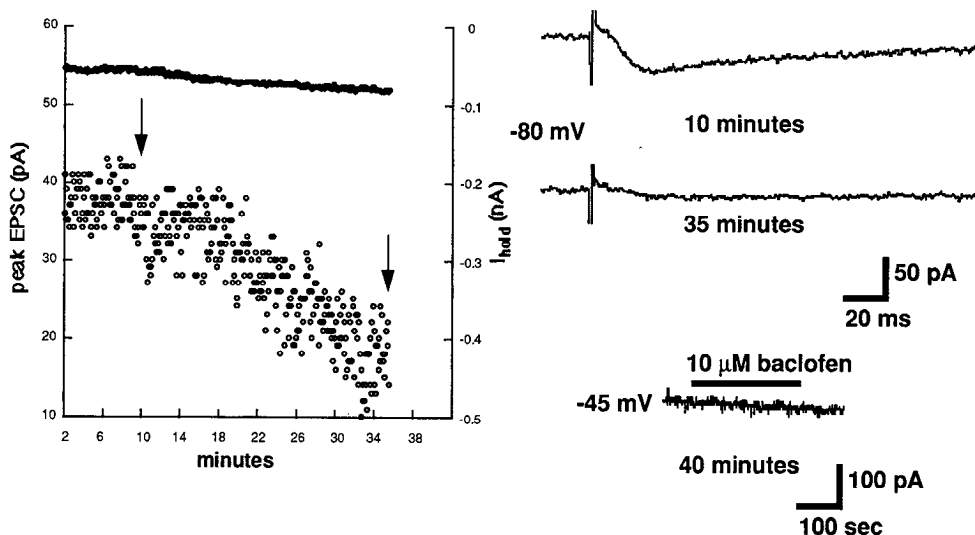 60
50
40
30
20
10
peak EPSC (pA)
2
6
10
14
18
22
26
30
34
38
minutes
0
-0.1
-0.2
-0.3
-0.4
-0.5
Ihold (nA)
-80 mV
10 minutes
35 minutes
50 pA
20 ms
10 µM baclofen
-45 mV
40 minutes
100 pA
100 sec